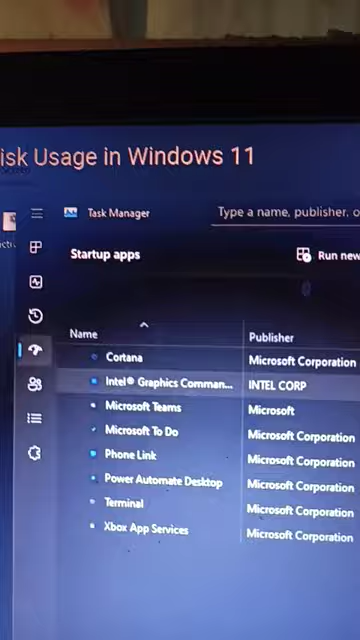 isk Usage in Windows 11
Task Manager
Type a name, publisher, o
Startup apps
Run new
Name
Publisher
Cortana
Microsoft Corporation
Intel® Graphics Comman...
INTEL CORP
Microsoft Teams
Microsoft
Microsoft To Do
Microsoft Corporation
Phone Link
Microsoft Corporation
Power Automate Desktop
Microsoft Corporation
Terminal
Microsoft Corporation
Xbox App Services
Microsoft Corporation